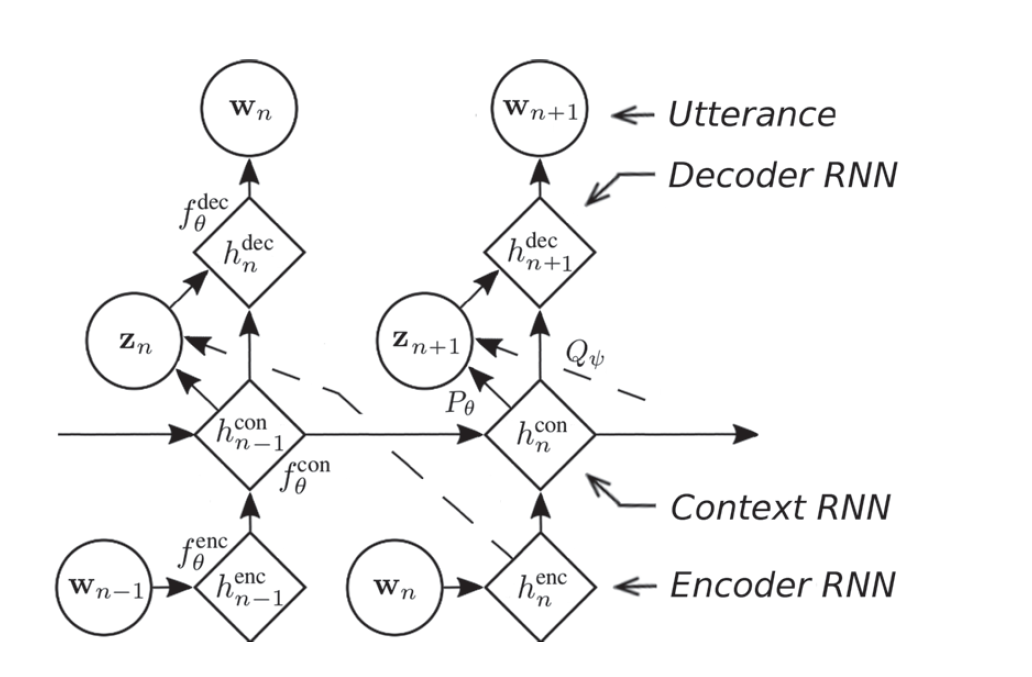 w_n
w_{n+1}
Utterance
Decoder RNN
f_θ^dec
h_n^dec
h_{n+1}^dec
z_n
z_{n+1}
Q_ψ
P_θ
h_{n-1}^con
h_n^con
f_θ^con
Context RNN
f_θ^enc
w_{n-1}
h_{n-1}^enc
w_n
h_n^enc
Encoder RNN